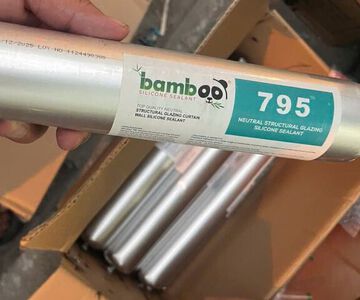 12/2025 LOT NO
bamboo
SILICONE SEALANT
TOP QUALITY NEUTRAL
STRUCTURAL GLAZING CURTAIN
WALL SILICONE SEALANT
795
NEUTRAL STRUCTURAL GLAZING
SILICONE SEALANT